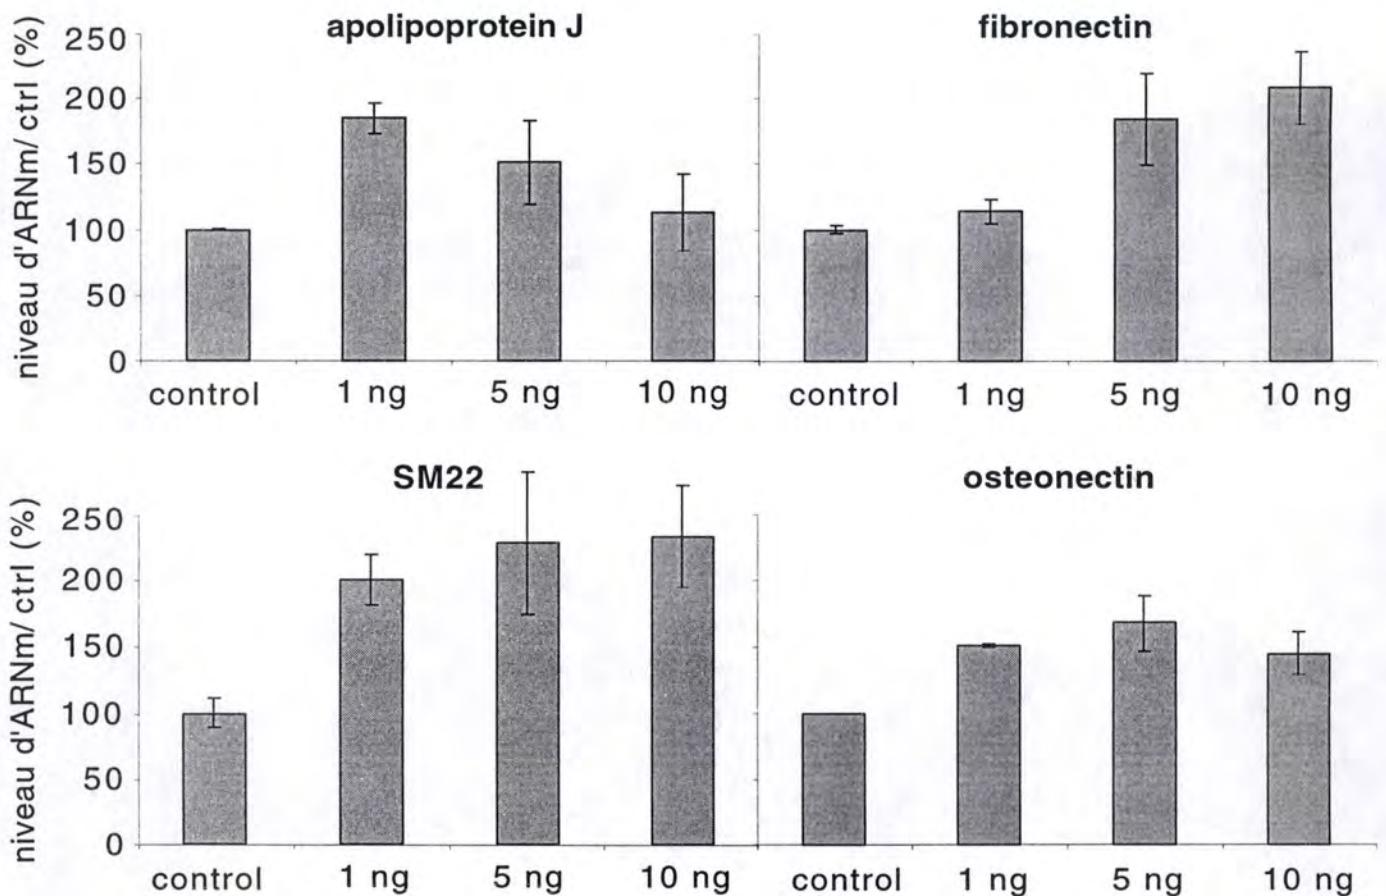 apolipoprotein J
fibronectin
niveau d'ARNm/ ctrl (%)
250
200
150
100
50
0
control 1 ng 5 ng 10 ng control 1 ng 5 ng 10 ng
SM22
osteonectin
niveau d'ARNm/ ctrl (%)
250
200
150
100
50
0
control 1 ng 5 ng 10 ng control 1 ng 5 ng 10 ng